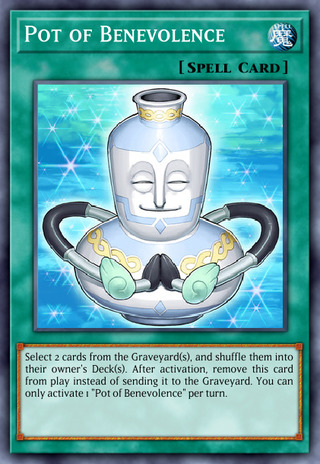 Pot of Benevolence
[Spell Card]
Select 2 cards from the Graveyard(s), and shuffle them into
their owner's Deck(s). After activation, remove this card
from play instead of sending it to the Graveyard. You can
only activate 1 "Pot of Benevolence" per turn.